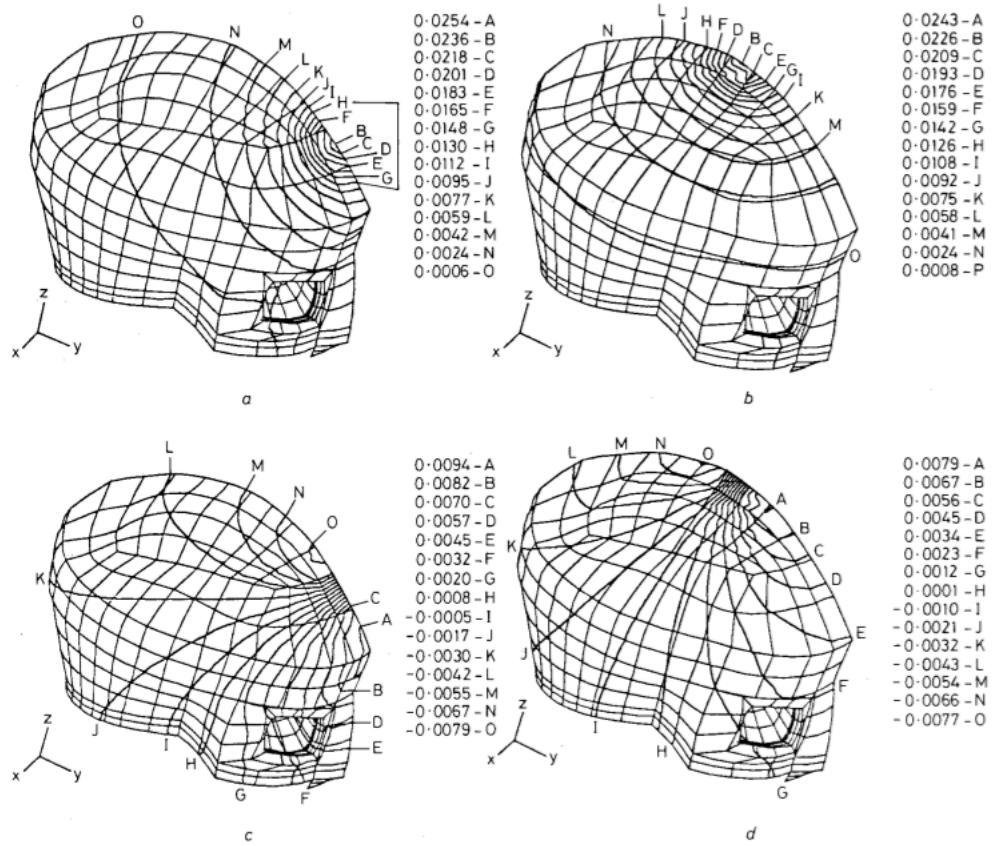 O N M L K J I H F B C D E G
0·0254-A
0·0236-B
0·0218-C
0·0201-D
0·0183-E
0·0165-F
0·0148-G
0·0130-H
0·0112-I
0·0095-J
0·0077-K
0·0059-L
0·0042-M
0·0024-N
0·0006-O
z
x y
a
N L J H F D B C E G I K M O
0·0243-A
0·0226-B
0·0209-C
0·0193-D
0·0176-E
0·0159-F
0·0142-G
0·0126-H
0·0108-I
0·0092-J
0·0075-K
0·0058-L
0·0041-M
0·0024-N
0·0008-P
z
x y
b
L M N O K C A B D E J I H G F
0·0094-A
0·0082-B
0·0070-C
0·0057-D
0·0045-E
0·0032-F
0·0020-G
0·0008-H
-0·0005-I
-0·0017-J
-0·0030-K
-0·0042-L
-0·0055-M
-0·0067-N
-0·0079-O
z
x y
c
L M N O A B C D K E J F I H G
0·0079-A
0·0067-B
0·0056-C
0·0045-D
0·0034-E
0·0023-F
0·0012-G
0·0001-H
-0·0010-I
-0·0021-J
-0·0032-K
-0·0043-L
-0·0054-M
-0·0066-N
-0·0077-O
z
x y
d